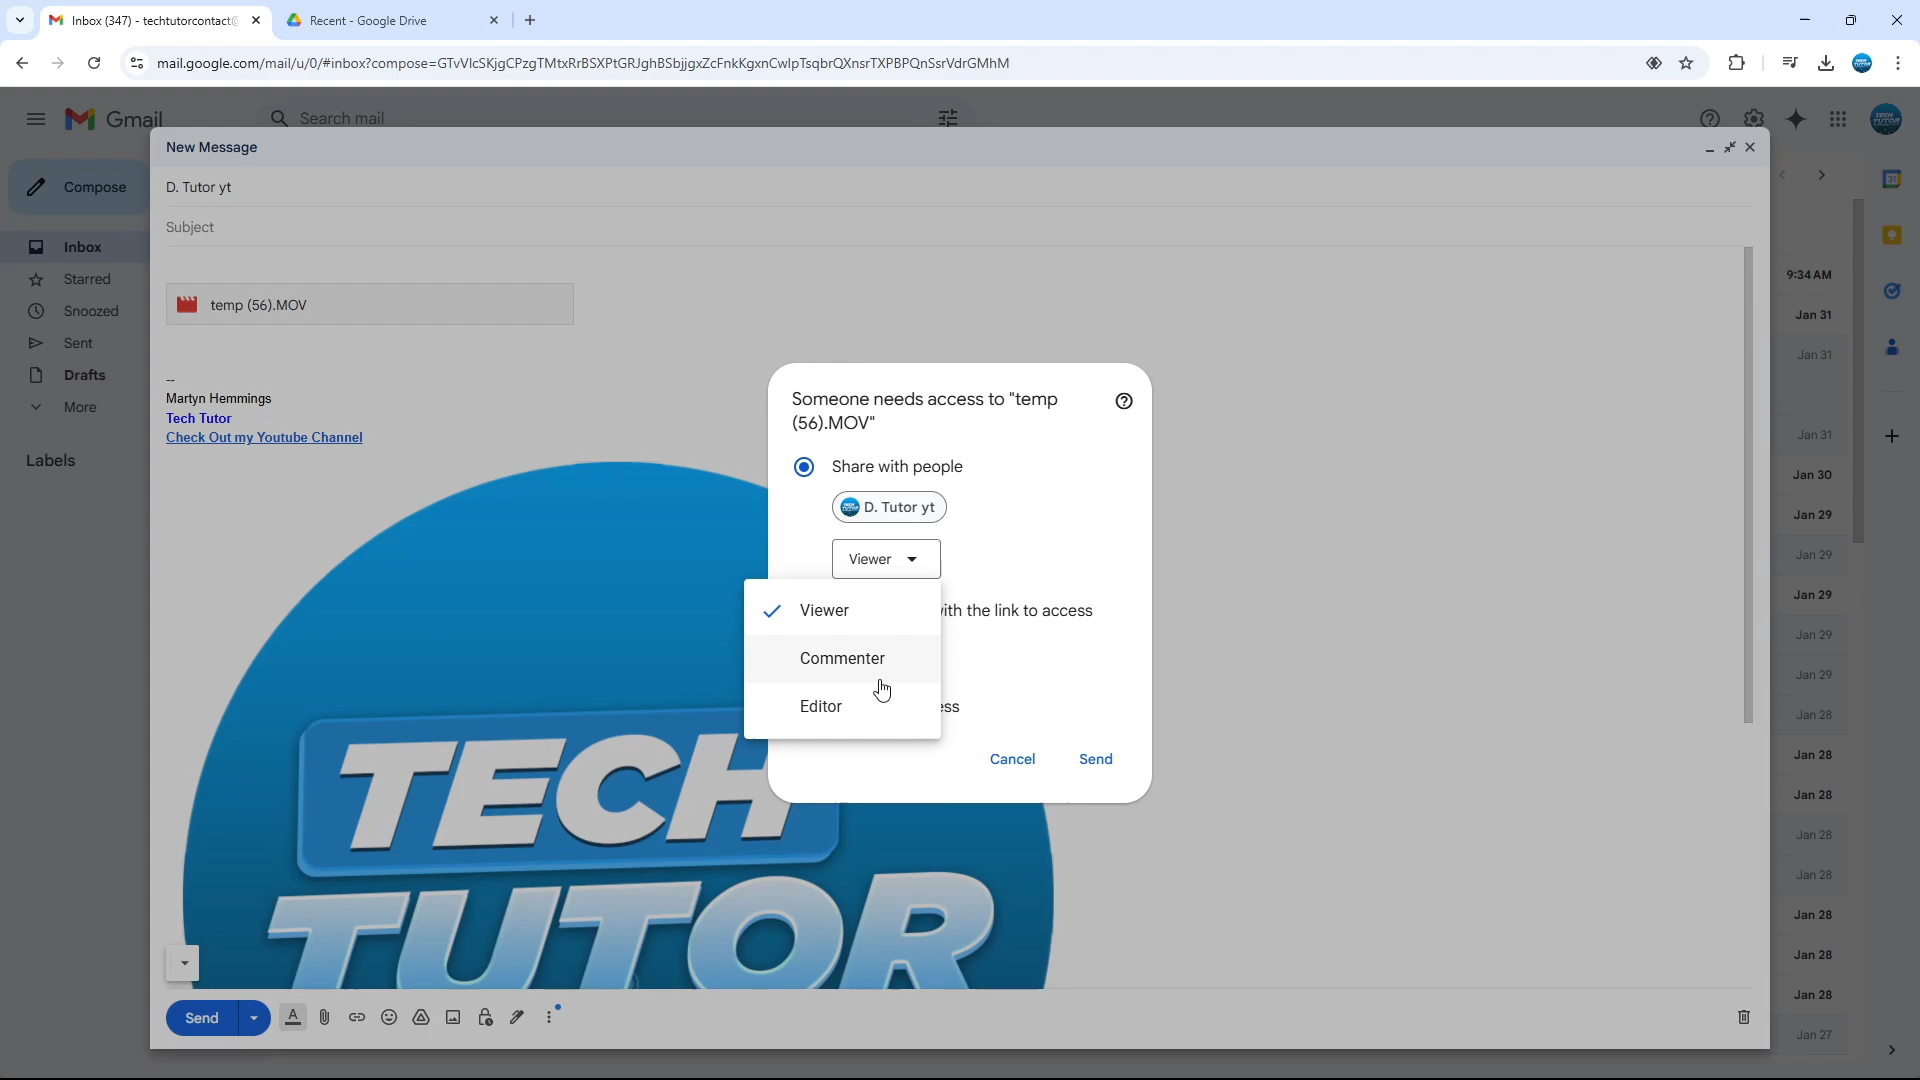 Inbox (347) - techtutorcontact@
Recent - Google Drive
mail.google.com/mail/u/0/#inbox?compose=GTvVlcSKjgCPzgTMtxRrBSXPtGRJghBSbjjgxZcFnkKgxnCwlpTsqbrQXnsrTXPBPQnSsrVdrGMhM
Gmail
Search mail
TECH TUTOR
New Message
Compose
D. Tutor yt
Subject
Inbox
Starred
9:34 AM
Snoozed
temp (56).MOV
Jan 31
Sent
Jan 31
Drafts
--
Martyn Hemmings
Someone needs access to "temp
(56).MOV"
More
Tech Tutor
Check Out my Youtube Channel
Jan 31
Labels
Share with people
Jan 30
D. Tutor yt
Jan 29
Viewer
Jan 29
Viewer
ith the link to access
Jan 29
Jan 29
Commenter
Jan 29
Editor
ess
Jan 28
Cancel
Send
Jan 28
TECH
TUTOR
Jan 28
Jan 28
Jan 28
Jan 28
Jan 28
Jan 28
Send
Jan 27